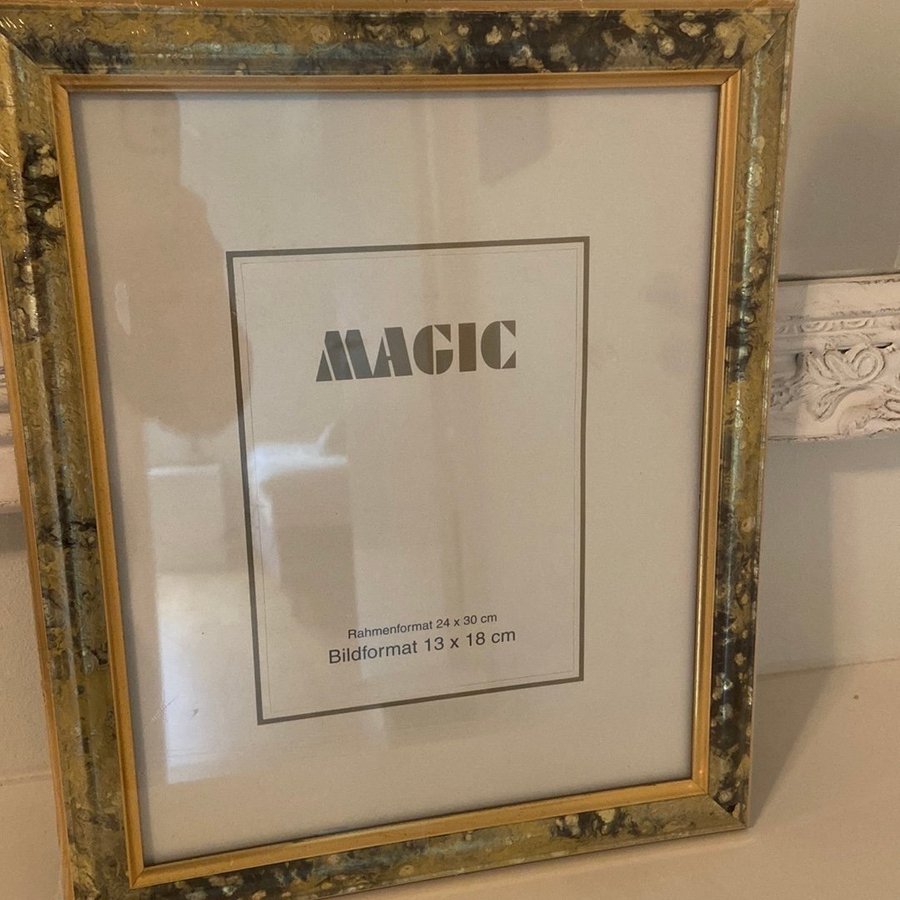 MAGIC
Rahmenformat 24 x 30 cm
Bildformat 13 x 18 cm